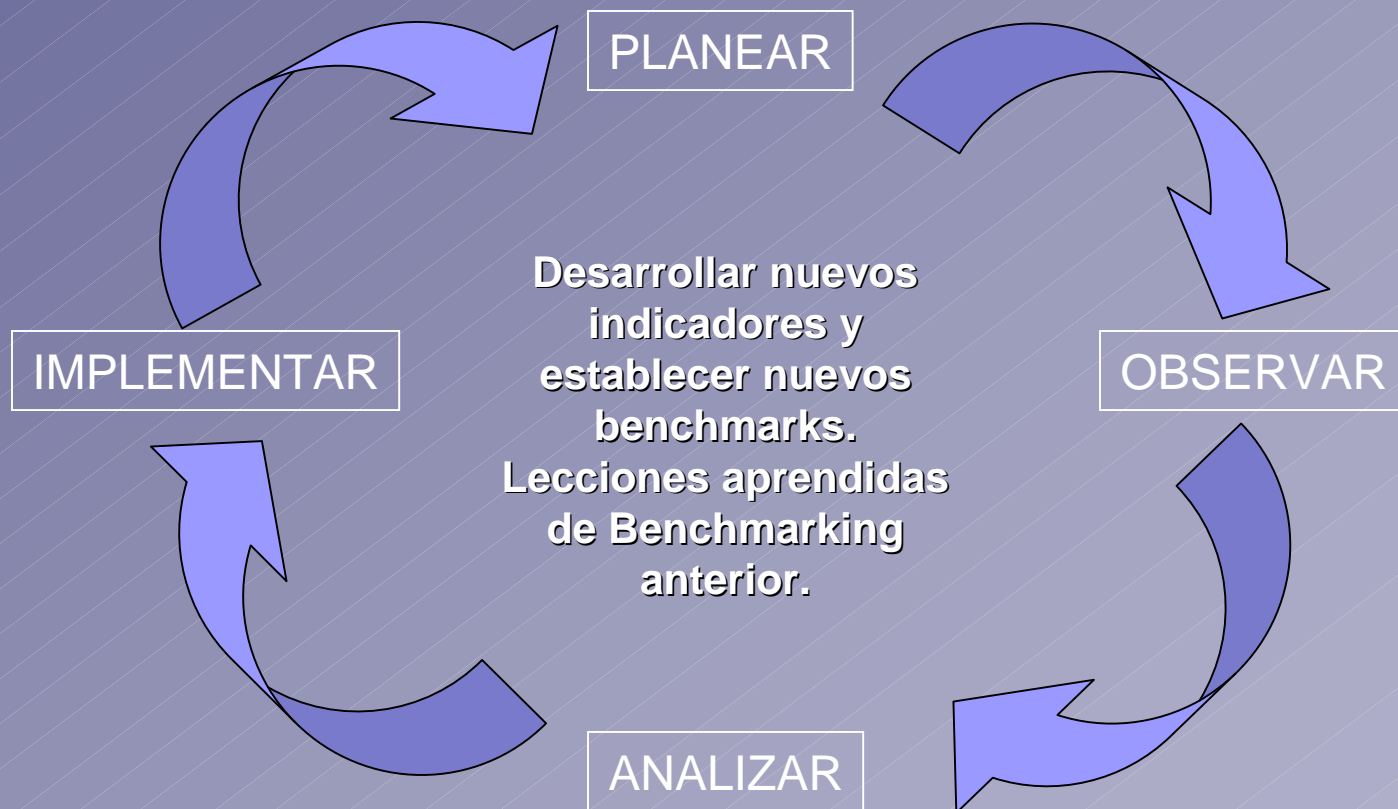 PLANEAR
Desarrollar nuevos
indicadores y
establecer nuevos
benchmarks.
Lecciones aprendidas
de Benchmarking
anterior.
IMPLEMENTAR
OBSERVAR
ANALIZAR